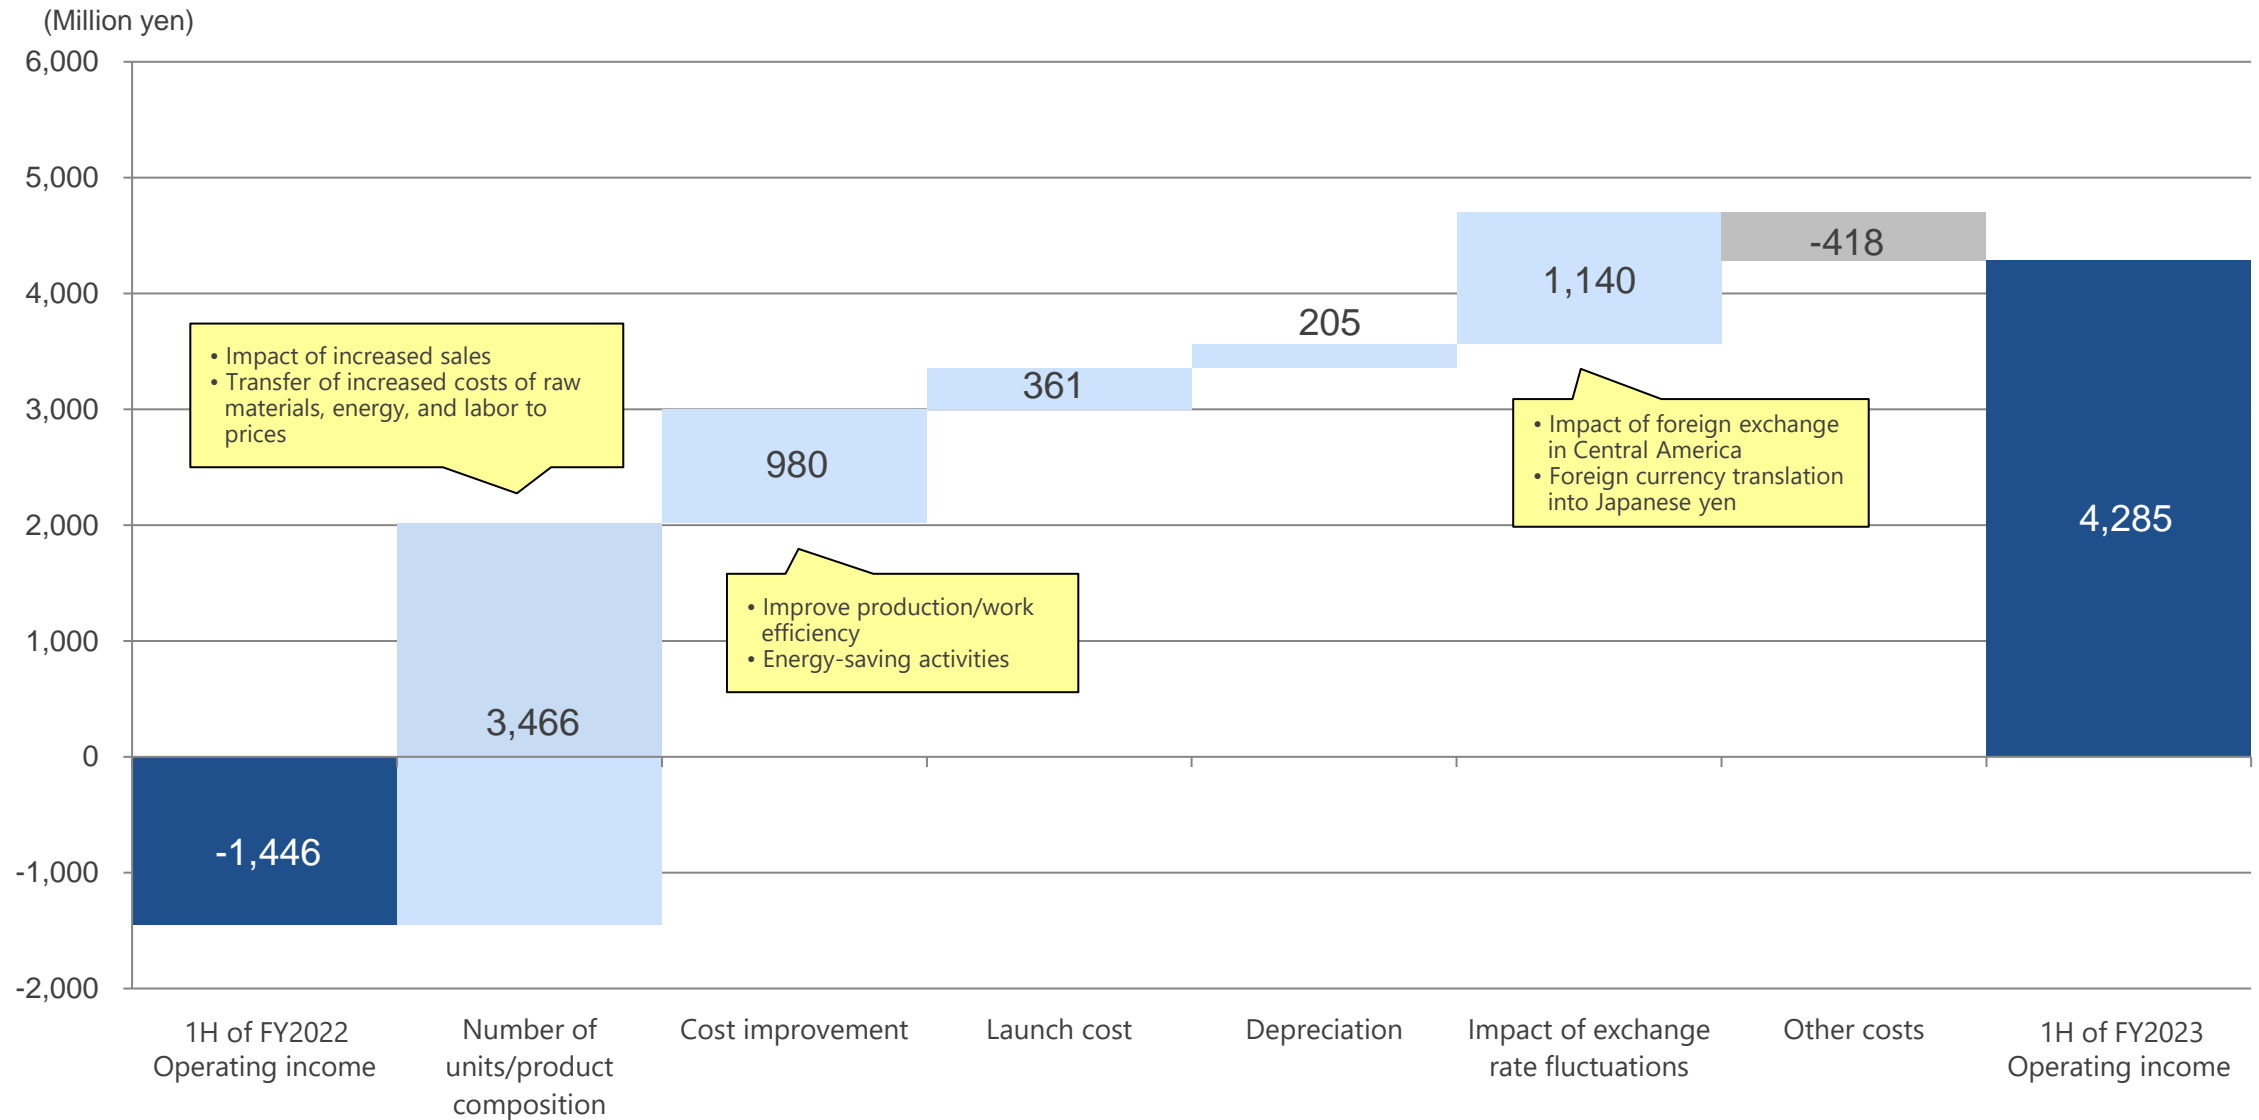 (Million yen)
6,000
5,000
4,000
3,000
2,000
1,000
0
-1,000
-2,000
• Impact of increased sales
• Transfer of increased costs of raw
materials, energy, and labor to
prices
• Improve production/work
efficiency
• Energy-saving activities
• Impact of foreign exchange
in Central America
• Foreign currency translation
into Japanese yen
-1,446
3,466
980
361
205
1,140
-418
4,285
1H of FY2022
Operating income
Number of
units/product
composition
Cost improvement
Launch cost
Depreciation
Impact of exchange
rate fluctuations
Other costs
1H of FY2023
Operating income